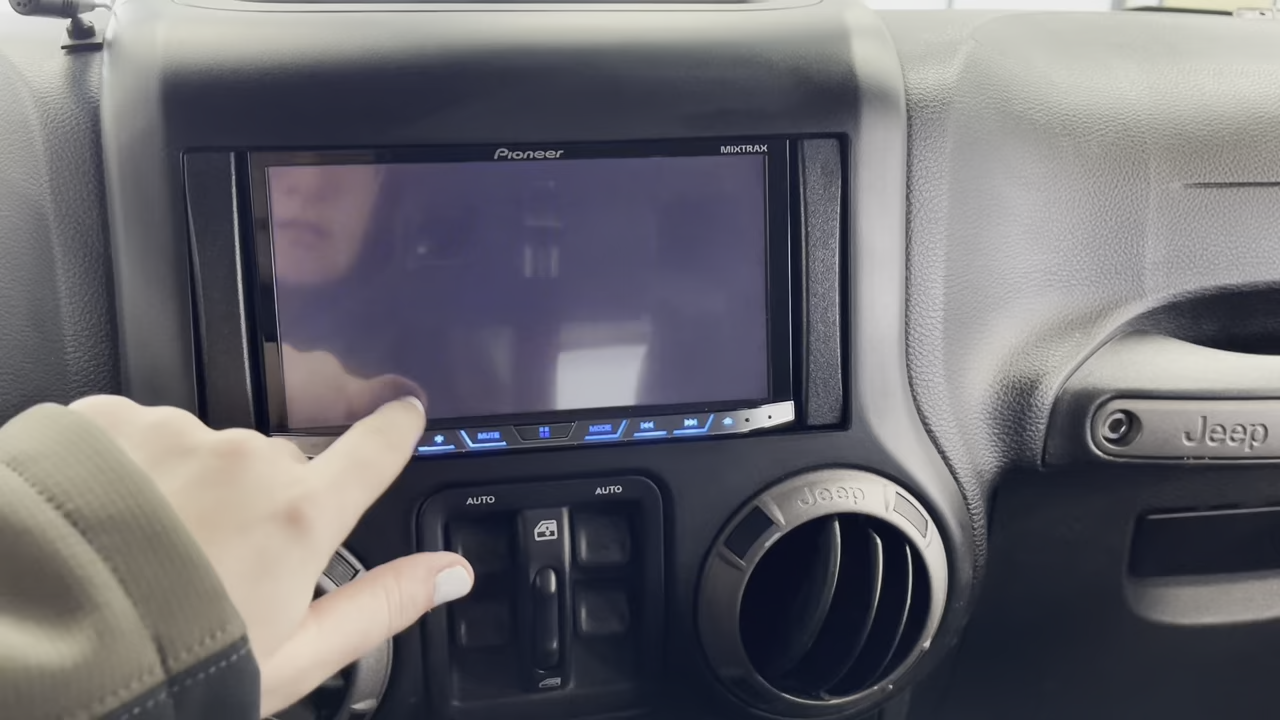 Pioneer
MIXTRAX
MUTE
MODE
AUTO
AUTO
Jeep
Jeep